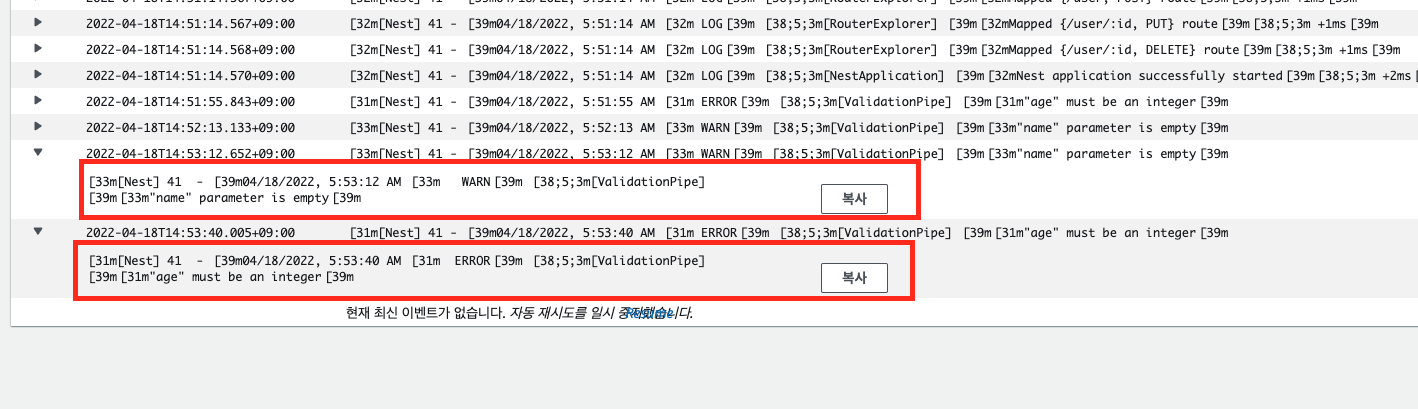 2022-04-18T14:51:14.567+09:00 [32m[Nest] 41 - [39m04/18/2022, 5:51:14 AM [32m LOG[39m [38;5;3m[RouterExplorer] [39m[32mMapped {/user/:id, PUT} route[39m[38;5;3m +1ms[39m
2022-04-18T14:51:14.568+09:00 [32m[Nest] 41 - [39m04/18/2022, 5:51:14 AM [32m LOG[39m [38;5;3m[RouterExplorer] [39m[32mMapped {/user/:id, DELETE} route[39m[38;5;3m +1ms[39m
2022-04-18T14:51:14.570+09:00 [32m[Nest] 41 - [39m04/18/2022, 5:51:14 AM [32m LOG[39m [38;5;3m[NestApplication] [39m[32mNest application successfully started[39m[38;5;3m +2ms[
2022-04-18T14:51:55.843+09:00 [31m[Nest] 41 - [39m04/18/2022, 5:51:55 AM [31m ERROR[39m [38;5;3m[ValidationPipe] [39m[31m"age" must be an integer[39m
2022-04-18T14:52:13.133+09:00 [33m[Nest] 41 - [39m04/18/2022, 5:52:13 AM [33m WARN[39m [38;5;3m[ValidationPipe] [39m[33m"name" parameter is empty[39m
2022-04-18T14:53:12.652+09:00 [33m[Nest] 41 - [39m04/18/2022, 5:53:12 AM [33m WARN[39m [38;5;3m[ValidationPipe] [39m[33m"name" parameter is empty[39m
[33m[Nest] 41 - [39m04/18/2022, 5:53:12 AM [33m WARN[39m [38;5;3m[ValidationPipe]
[39m[33m"name" parameter is empty[39m
복사
2022-04-18T14:53:40.005+09:00 [31m[Nest] 41 - [39m04/18/2022, 5:53:40 AM [31m ERROR[39m [38;5;3m[ValidationPipe] [39m[31m"age" must be an integer[39m
[31m[Nest] 41 - [39m04/18/2022, 5:53:40 AM [31m ERROR[39m [38;5;3m[ValidationPipe]
[39m[31m"age" must be an integer[39m
복사
현재 최신 이벤트가 없습니다. 자동 재시도를 일시 중지했습니다.